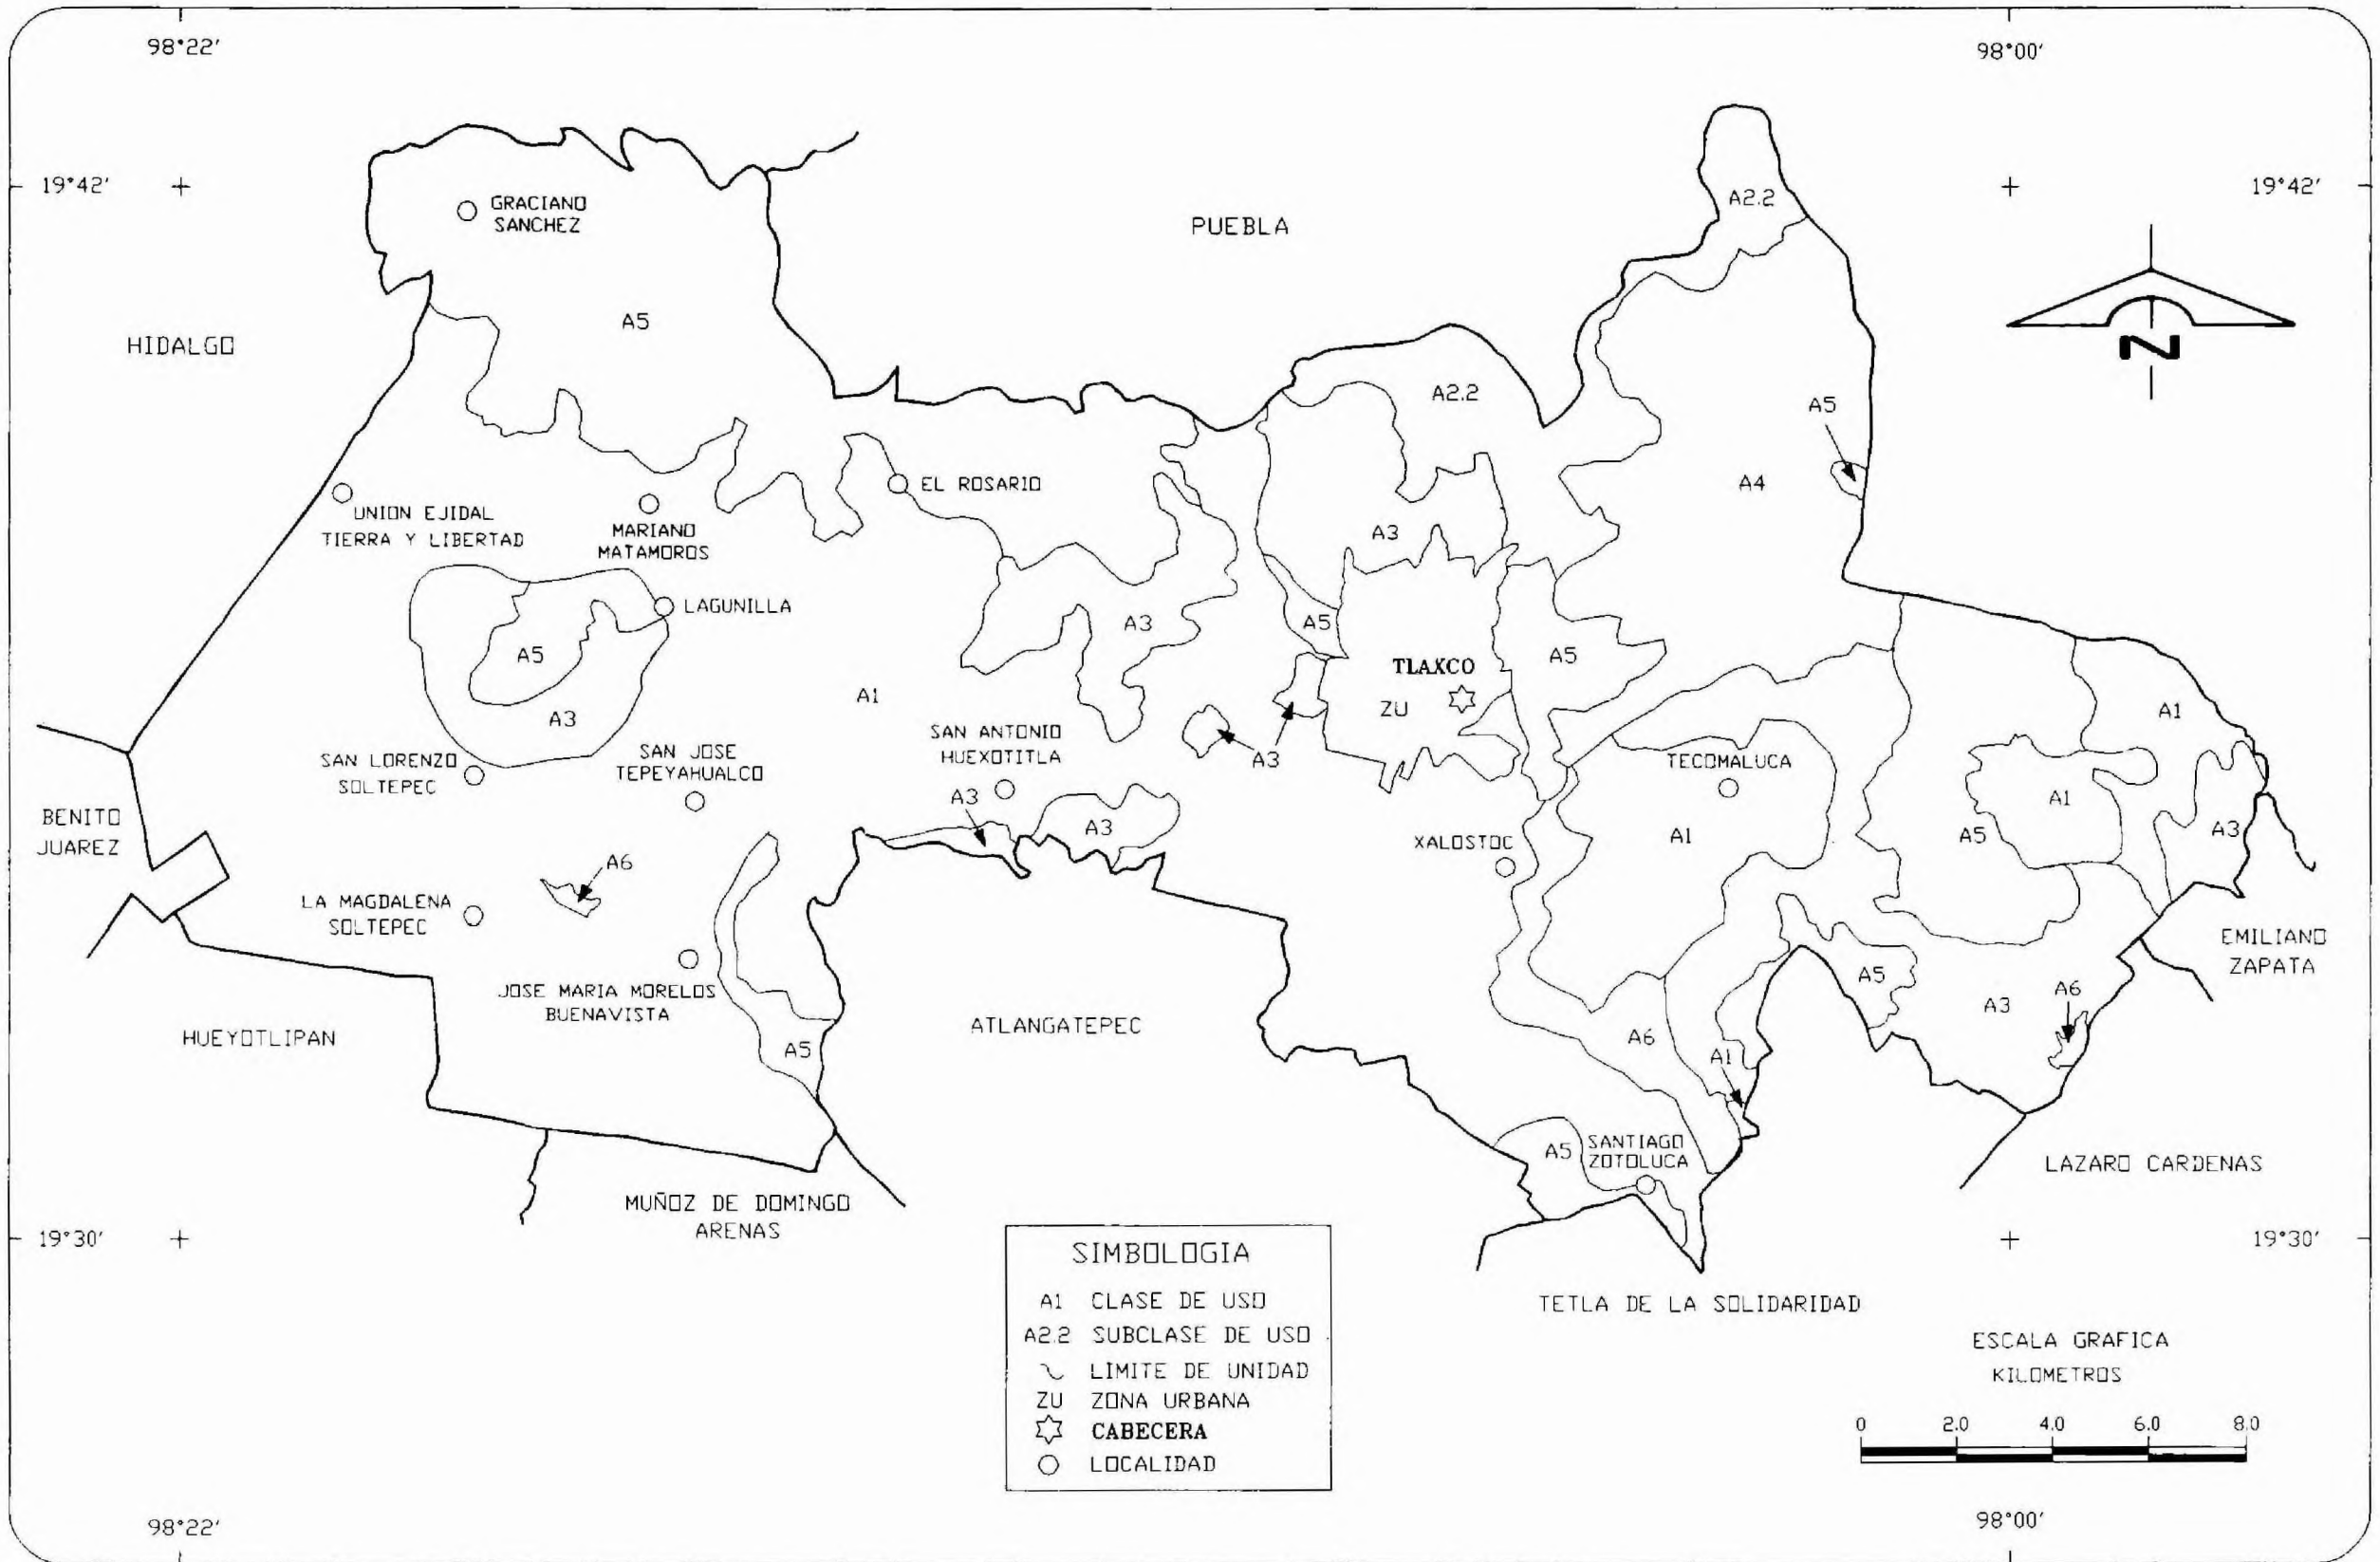 98°22'
98°00'
19°42'
19°42'
GRACIANO
SANCHEZ
A2.2
PUEBLA
A5
HIDALGO
N
A2.2
A5
EL ROSARIO
A4
UNION EJIDAL
TIERRA Y LIBERTAD
MARIANO
MATAMOROS
A3
LAGUNILLA
A3
A5
A5
A5
TLAXCO
A1
ZU
A3
A1
SAN ANTONIO
HUEXOTITLA
SAN LORENZO
SOLTEPEC
SAN JOSE
TEPEYAHUALCO
A3
TECOMALUCA
A3
A1
BENITO
JUAREZ
A3
XALOSTOC
A1
A5
A3
A6
LA MAGDALENA
SOLTEPEC
EMILIANO
ZAPATA
JOSE MARIA MORELOS
BUENAVISTA
A5
A6
A3
HUEYOTLIPAN
ATLANGATEPEC
A5
A6
A1
A5
SANTIAGO
ZOTOLUCA
LAZARO CARDENAS
MUÑOZ DE DOMINGO
ARENAS
19°30'
19°30'
SIMBOLOGIA
A1 CLASE DE USO
A2.2 SUBCLASE DE USO
LIMITE DE UNIDAD
ZU ZONA URBANA
CABECERA
LOCALIDAD
TETLA DE LA SOLIDARIDAD
ESCALA GRAFICA
KILOMETROS
0 2.0 4.0 6.0 8.0
98°22'
98°00'